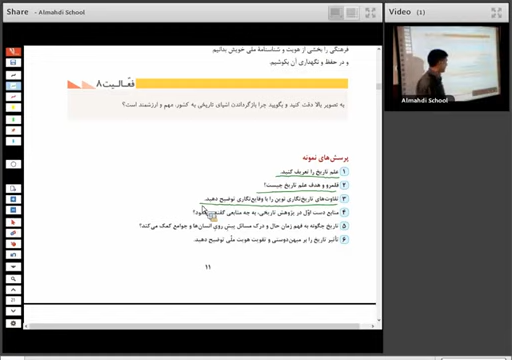 Share
Almahdi School
Help
Video (1)
Almahdi School
فرهنگی را بخشی از هویت و شناسنامهٔ ملی خویش بدانیم
و در حفظ و نگهداری آن بکوشیم.
فعّالیت ۸
به تصویر بالا دقت کنید و بگویید چرا بازگرداندن اشیای تاریخی به کشور، مهم و ارزشمند است؟
پرسش‌های نمونه
۱ علم تاریخ را تعریف کنید.
۲ قلمرو و هدف علم تاریخ چیست؟
۳ تفاوت‌های تاریخ‌نگاری نوین را با وقایع‌نگاری توضیح دهید.
۴ منابع دست اوّل در پژوهش تاریخی، به چه منابعی گفته می‌شود؟
۵ تاریخ چگونه به فهم زمان حال و درک مسائل پیش روی انسان‌ها و جوامع کمک می‌کند؟
۶ تأثیر تاریخ را بر میهن‌دوستی و تقویت هویت ملّی توضیح دهید.
۱۱